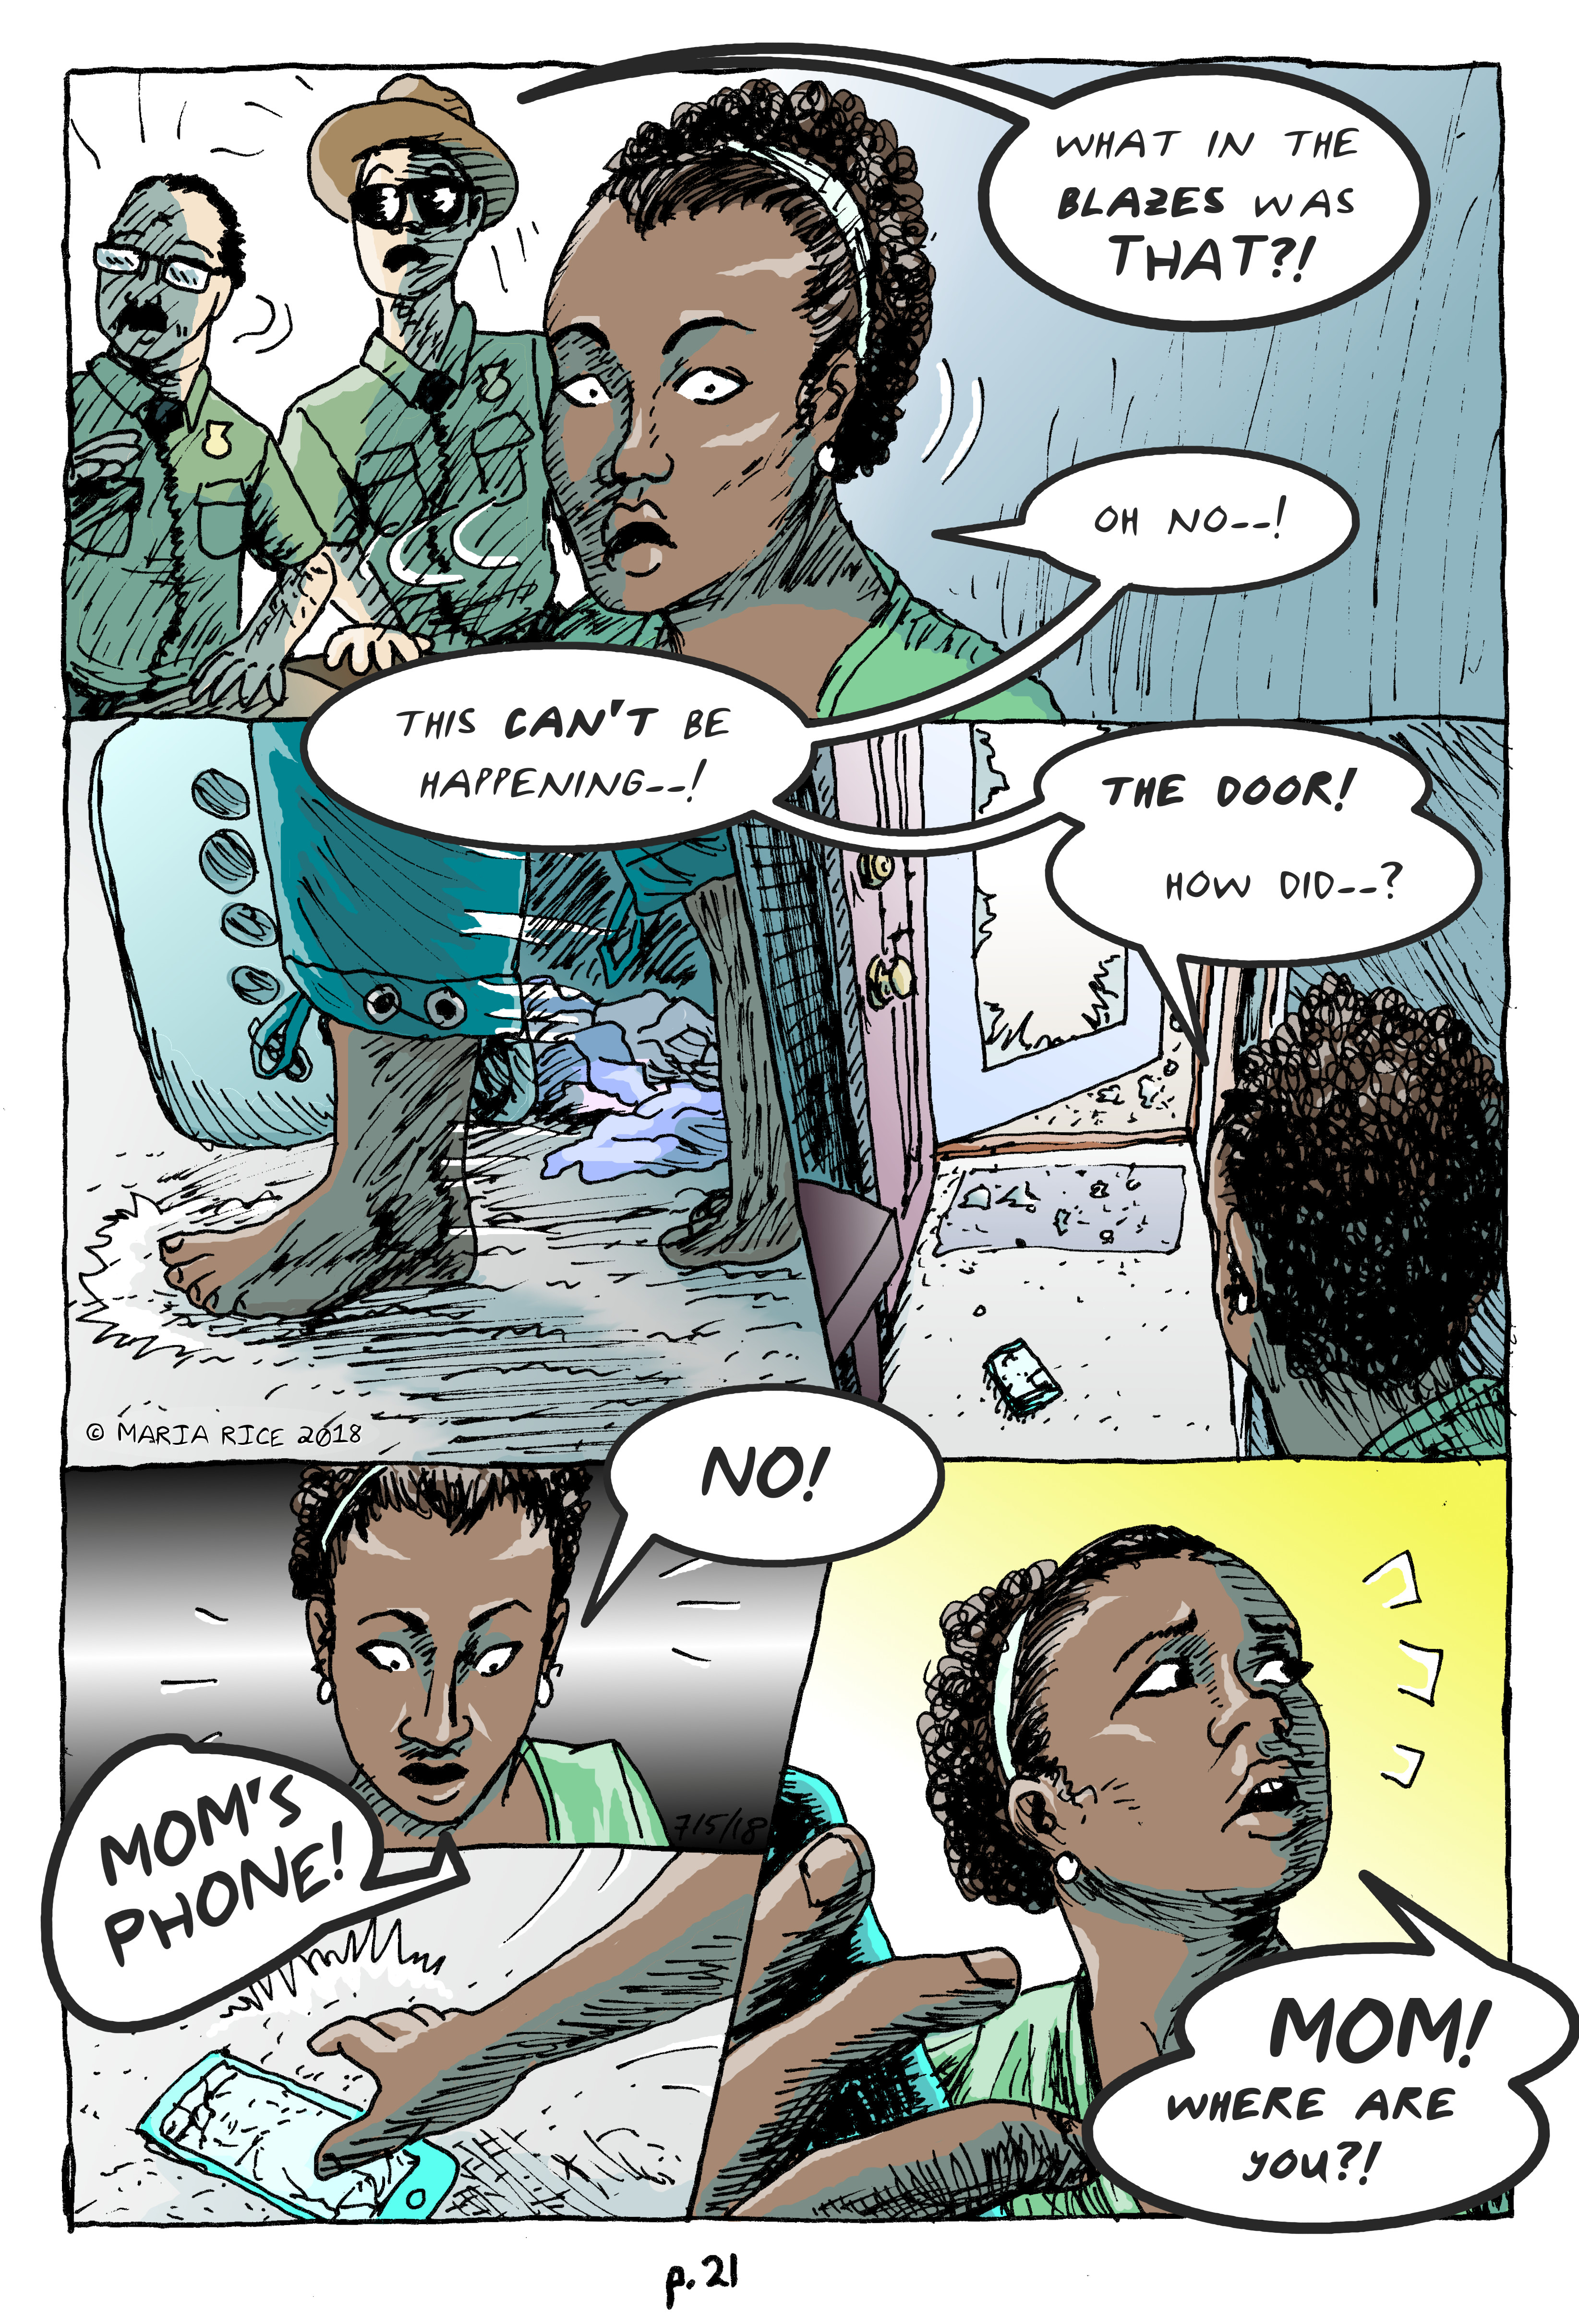 WHAT IN THE
BLAZES WAS
THAT?!
OH NO--!
THIS CAN'T BE
HAPPENING--!
THE DOOR!
HOW DID--?
© MARIA RICE 2018
NO!
MOM'S
PHONE!
7/5/18
MOM!
WHERE ARE
YOU?!
p. 21